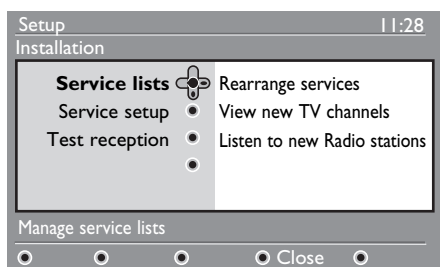 Setup 11:28
Installation
Service lists Rearrange services
Service setup View new TV channels
Test reception Listen to new Radio stations
Manage service lists
Close